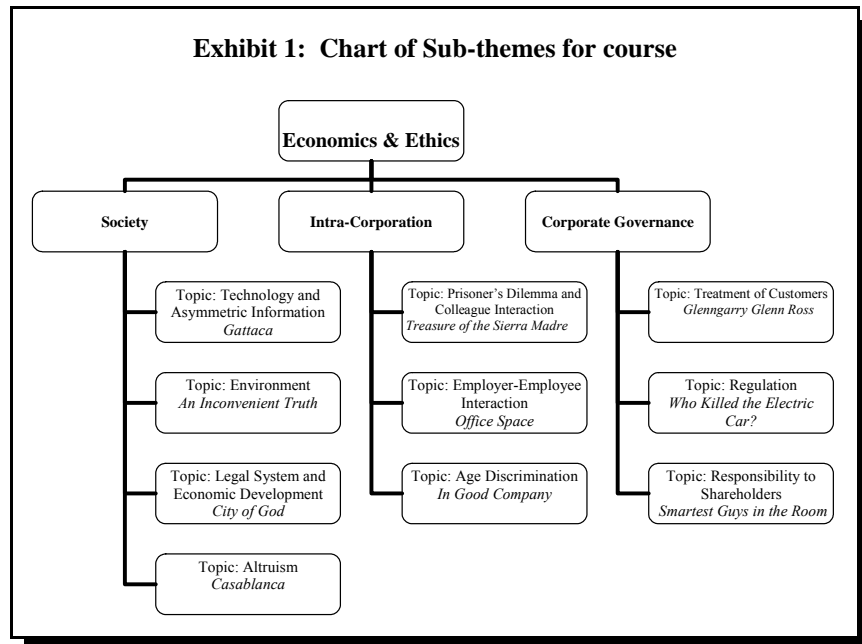 Exhibit 1: Chart of Sub-themes for course
Economics & Ethics
Society
Topic: Technology and
Asymmetric Information
Gattaca
Topic: Environment
An Inconvenient Truth
Topic: Legal System and
Economic Development
City of God
Topic: Altruism
Casablanca
Intra-Corporation
Topic: Prisoner's Dilemma and
Colleague Interaction
Treasure of the Sierra Madre
Topic: Employer-Employee
Interaction
Office Space
Topic: Age Discrimination
In Good Company
Corporate Governance
Topic: Treatment of Customers
Glenngarry Glenn Ross
Topic: Regulation
Who Killed the Electric
Car?
Topic: Responsibility to
Shareholders
Smartest Guys in the Room